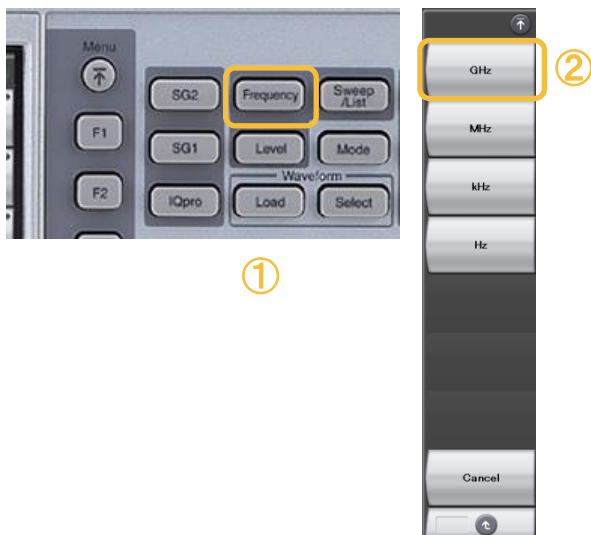 Menu
SG2
Frequency
Sweep
/List
F1
SG1
Level
Mode
Waveform
F2
IQpro
Load
Select
①
GHz
②
MHz
kHz
Hz
Cancel